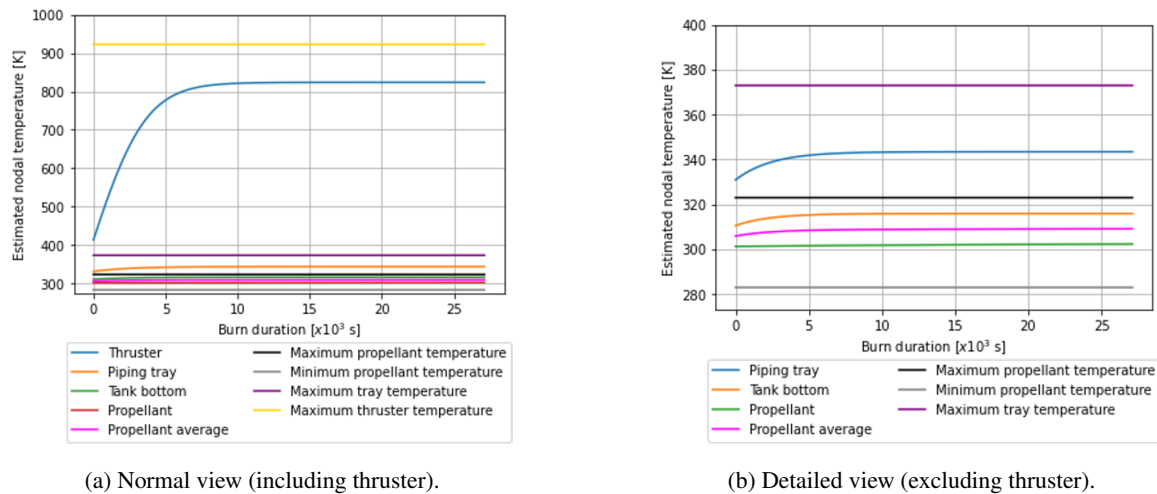 1000
900
800
700
600
500
400
300
Estimated nodal temperature [K]
0 5 10 15 20 25
Burn duration [x10³ s]
Thruster
Piping tray
Tank bottom
Propellant
Propellant average
Maximum propellant temperature
Minimum propellant temperature
Maximum tray temperature
Maximum thruster temperature
(a) Normal view (including thruster).
400
380
360
340
320
300
280
Estimated nodal temperature [K]
0 5 10 15 20 25
Burn duration [x10³ s]
Piping tray
Tank bottom
Propellant
Propellant average
Maximum propellant temperature
Minimum propellant temperature
Maximum tray temperature
(b) Detailed view (excluding thruster).